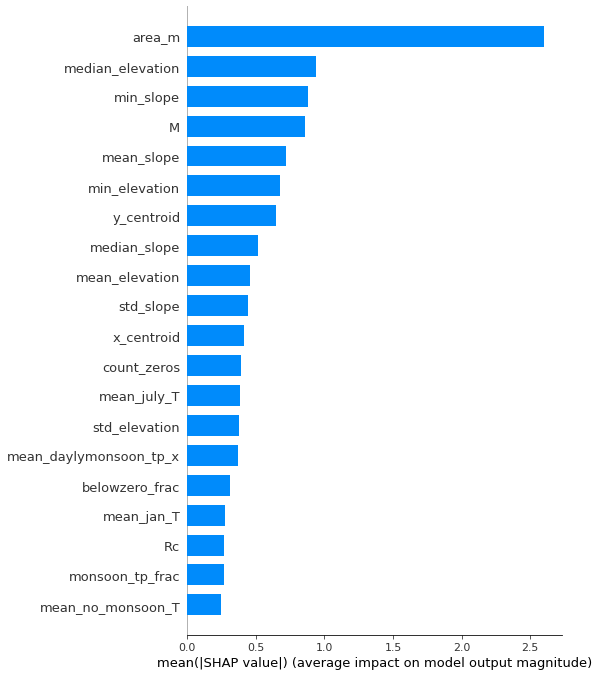 area_m
median_elevation
min_slope
M
mean_slope
min_elevation
y_centroid
median_slope
mean_elevation
std_slope
x_centroid
count_zeros
mean_july_T
std_elevation
mean_daylymonsoon_tp_x
belowzero_frac
mean_jan_T
Rc
monsoon_tp_frac
mean_no_monsoon_T
0.0 0.5 1.0 1.5 2.0 2.5
mean(|SHAP value|) (average impact on model output magnitude)